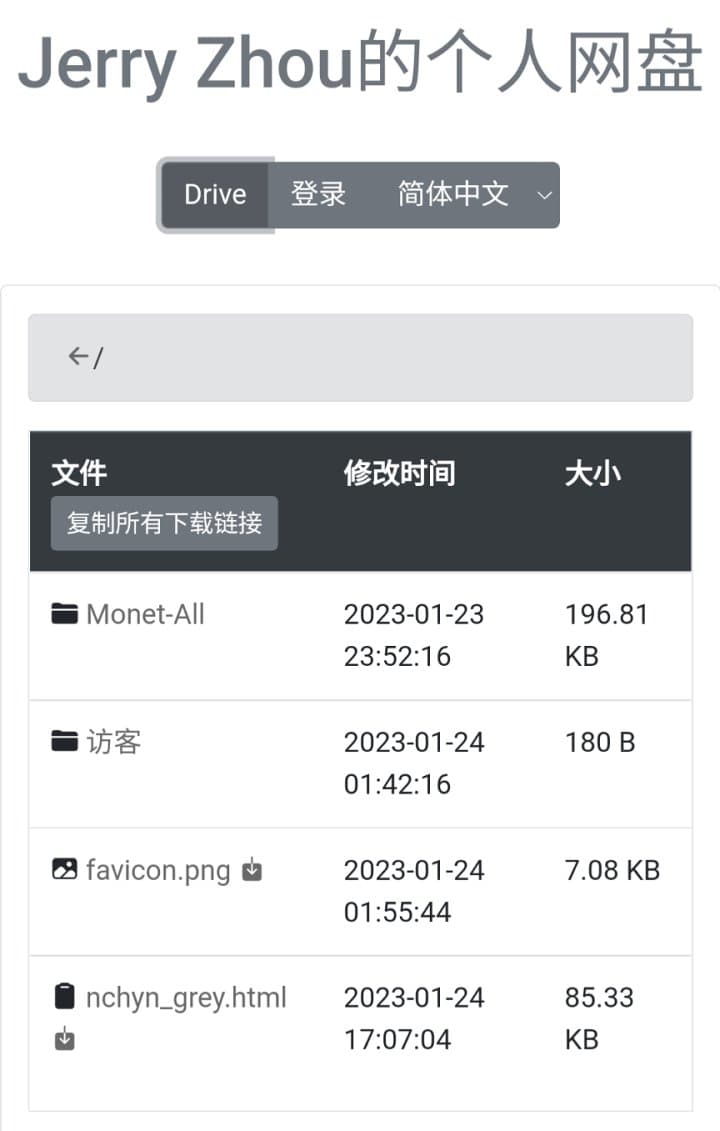 Jerry Zhou的个人网盘
Drive 登录 简体中文
←/
文件 修改时间 大小
复制所有下载链接
Monet-All 2023-01-23 196.81
23:52:16 KB
访客 2023-01-24 180 B
01:42:16
favicon.png 2023-01-24 7.08 KB
01:55:44
nchyn_grey.html 2023-01-24 85.33
17:07:04 KB